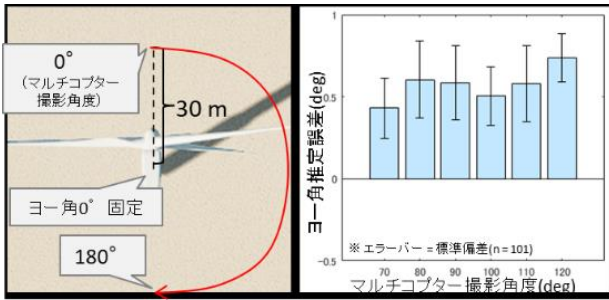 0°
(マルチコプター
撮影角度)
30 m
ヨー角0° 固定
180°
ヨー角推定誤差(deg)
1
0.5
0
-0.5
※ エラーバー = 標準偏差(n = 101)
70 80 90 100 110 120
マルチコプター撮影角度(deg)